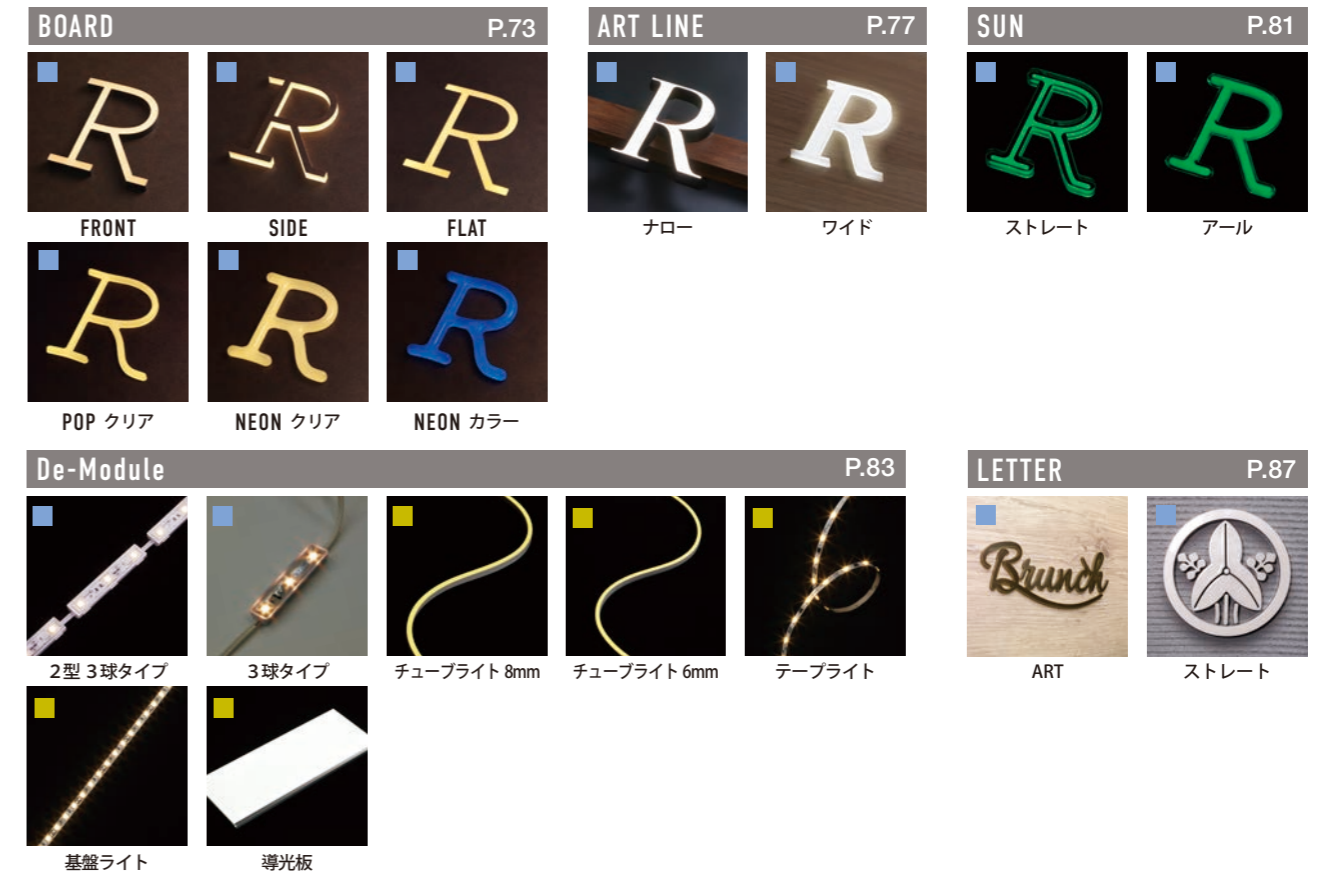 BOARD P.73
FRONT
SIDE
FLAT
POP クリア
NEON クリア
NEON カラー
ART LINE P.77
ナロー
ワイド
SUN P.81
ストレート
アール
De-Module P.83
2型 3球タイプ
3球タイプ
チューブライト 8mm
チューブライト 6mm
テープライト
基盤ライト
導光板
LETTER P.87
Brunch
ART
ストレート